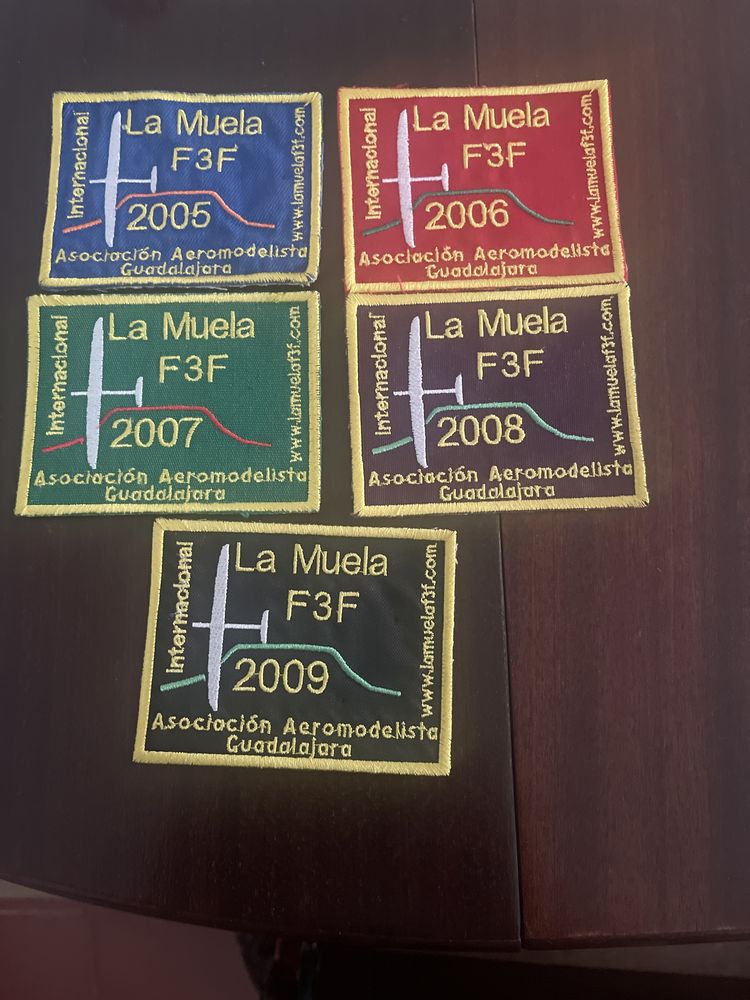 Internacional
La Muela
F3F
2005
www.lamuelaf3f.com
Asociación Aeromodelista
Guadalajara
Internacional
La Muela
F3F
2006
www.lamuelaf3f.com
Asociación Aeromodelista
Guadalajara
Internacional
La Muela
F3F
2007
www.lamuelaf3f.com
Asociación Aeromodelista
Guadalajara
Internacional
La Muela
F3F
2008
www.lamuelaf3f.com
Asociación Aeromodelista
Guadalajara
Internacional
La Muela
F3F
2009
www.lamuelaf3f.com
Asociación Aeromodelista
Guadalajara